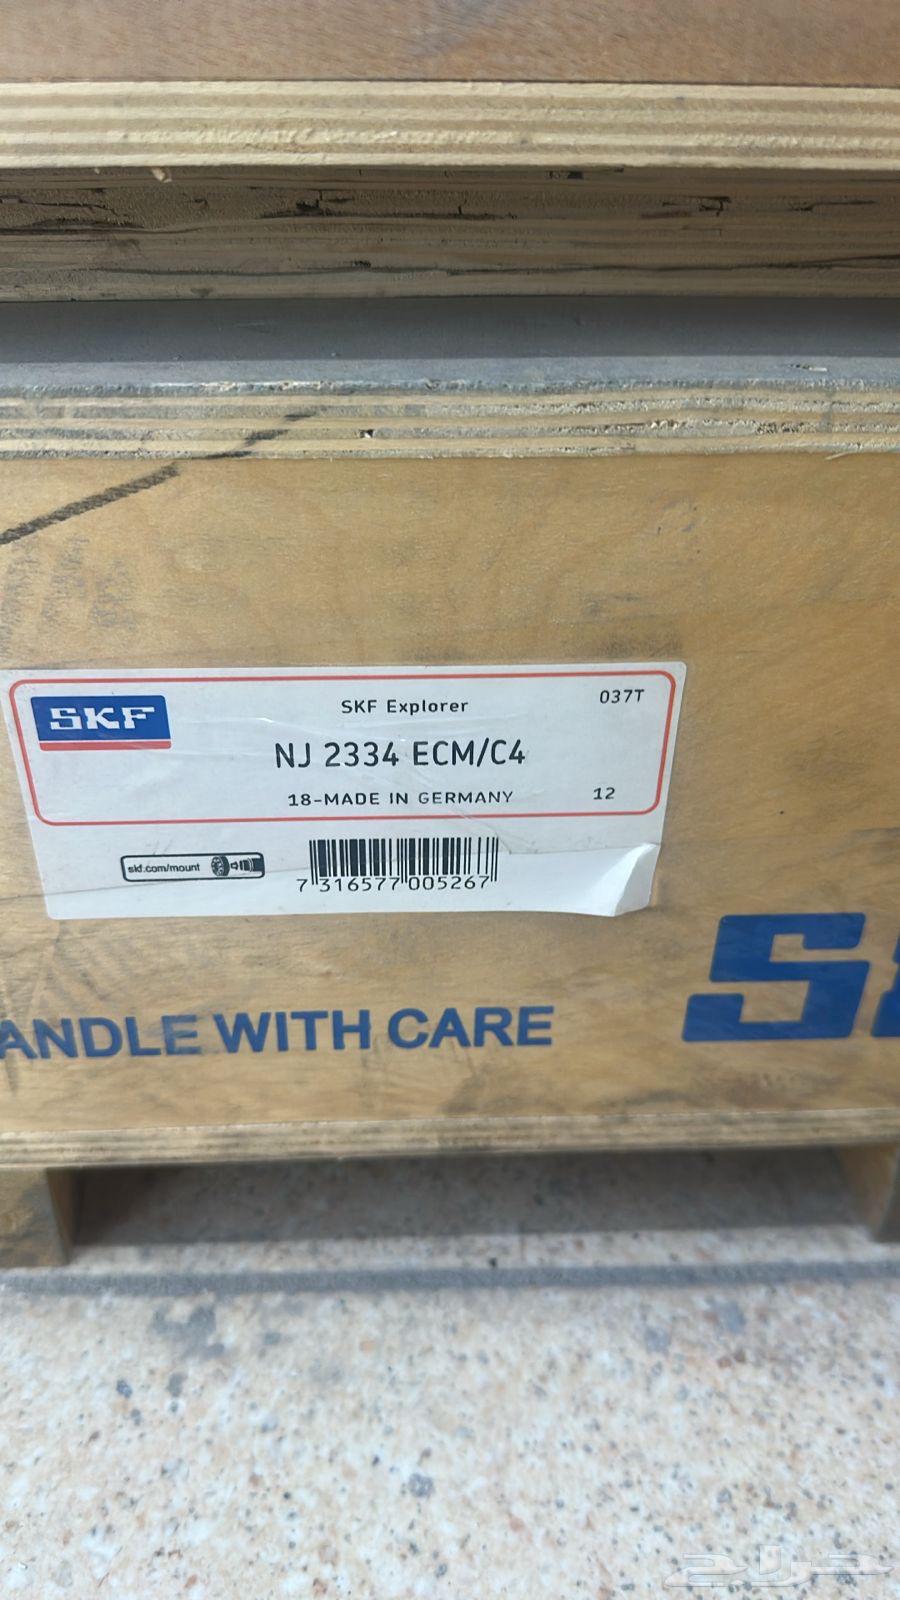 SKF
SKF Explorer
037T
NJ 2334 ECM/C4
18-MADE IN GERMANY
12
skf.com/mount
7 316577 005267
ANDLE WITH CARE
S
حراج